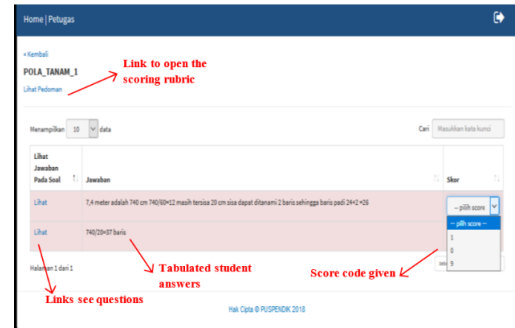 Home | Petugas
« Kembali
POLA_TANAM_1
Lihat Pedoman
Link to open the
scoring rubric
Menampilkan 10 data
Cari Masukkan kata kunci
Lihat
Jawaban
Pada Soal Jawaban Skor
Lihat 7,4 meter adalah 740 cm 740/60=12 masih tersisa 20 cm sisa dapat ditanami 2 baris sehingga baris padi 24+2 =26
-- pilih score --
-- pilih score --
1
0
9
Lihat 740/20=37 baris
Halaman 1 dari 1
Tabulated student
answers
Score code given
Links see questions
Hak Cipta © PUSPENDIK 2018